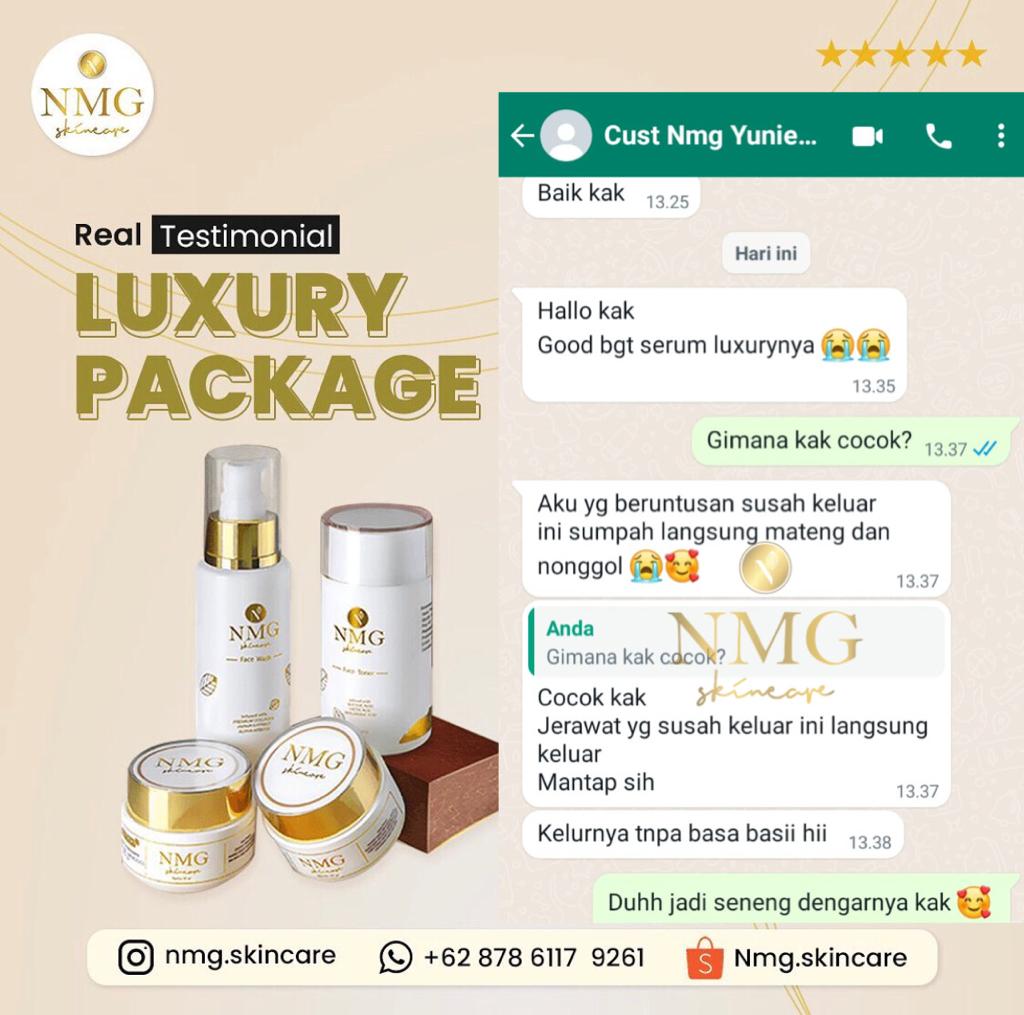 NMG
skincare
Real Testimonial
LUXURY
PACKAGE
NMG
skincare
Face Wash
NMG
skincare
Face Toner
NMG
skincare
NMG
skincare
NMG
skincare
NMG
skincare
Cust Nmg Yunie...
Baik kak 13.25
Hari ini
Hallo kak
Good bgt serum luxurynya 😭😭
13.35
Gimana kak cocok? 13.37
Aku yg beruntusan susah keluar
ini sumpah langsung mateng dan
nonggol 😭🥰
13.37
Anda
Gimana kak cocok?
NMG
skincare
Cocok kak
Jerawat yg susah keluar ini langsung
keluar
Mantap sih
13.37
Kelurnya tnpa basa basii hii 13.38
Duhh jadi seneng dengarnya kak 🥰
nmg.skincare +62 878 6117 9261 Nmg.skincare